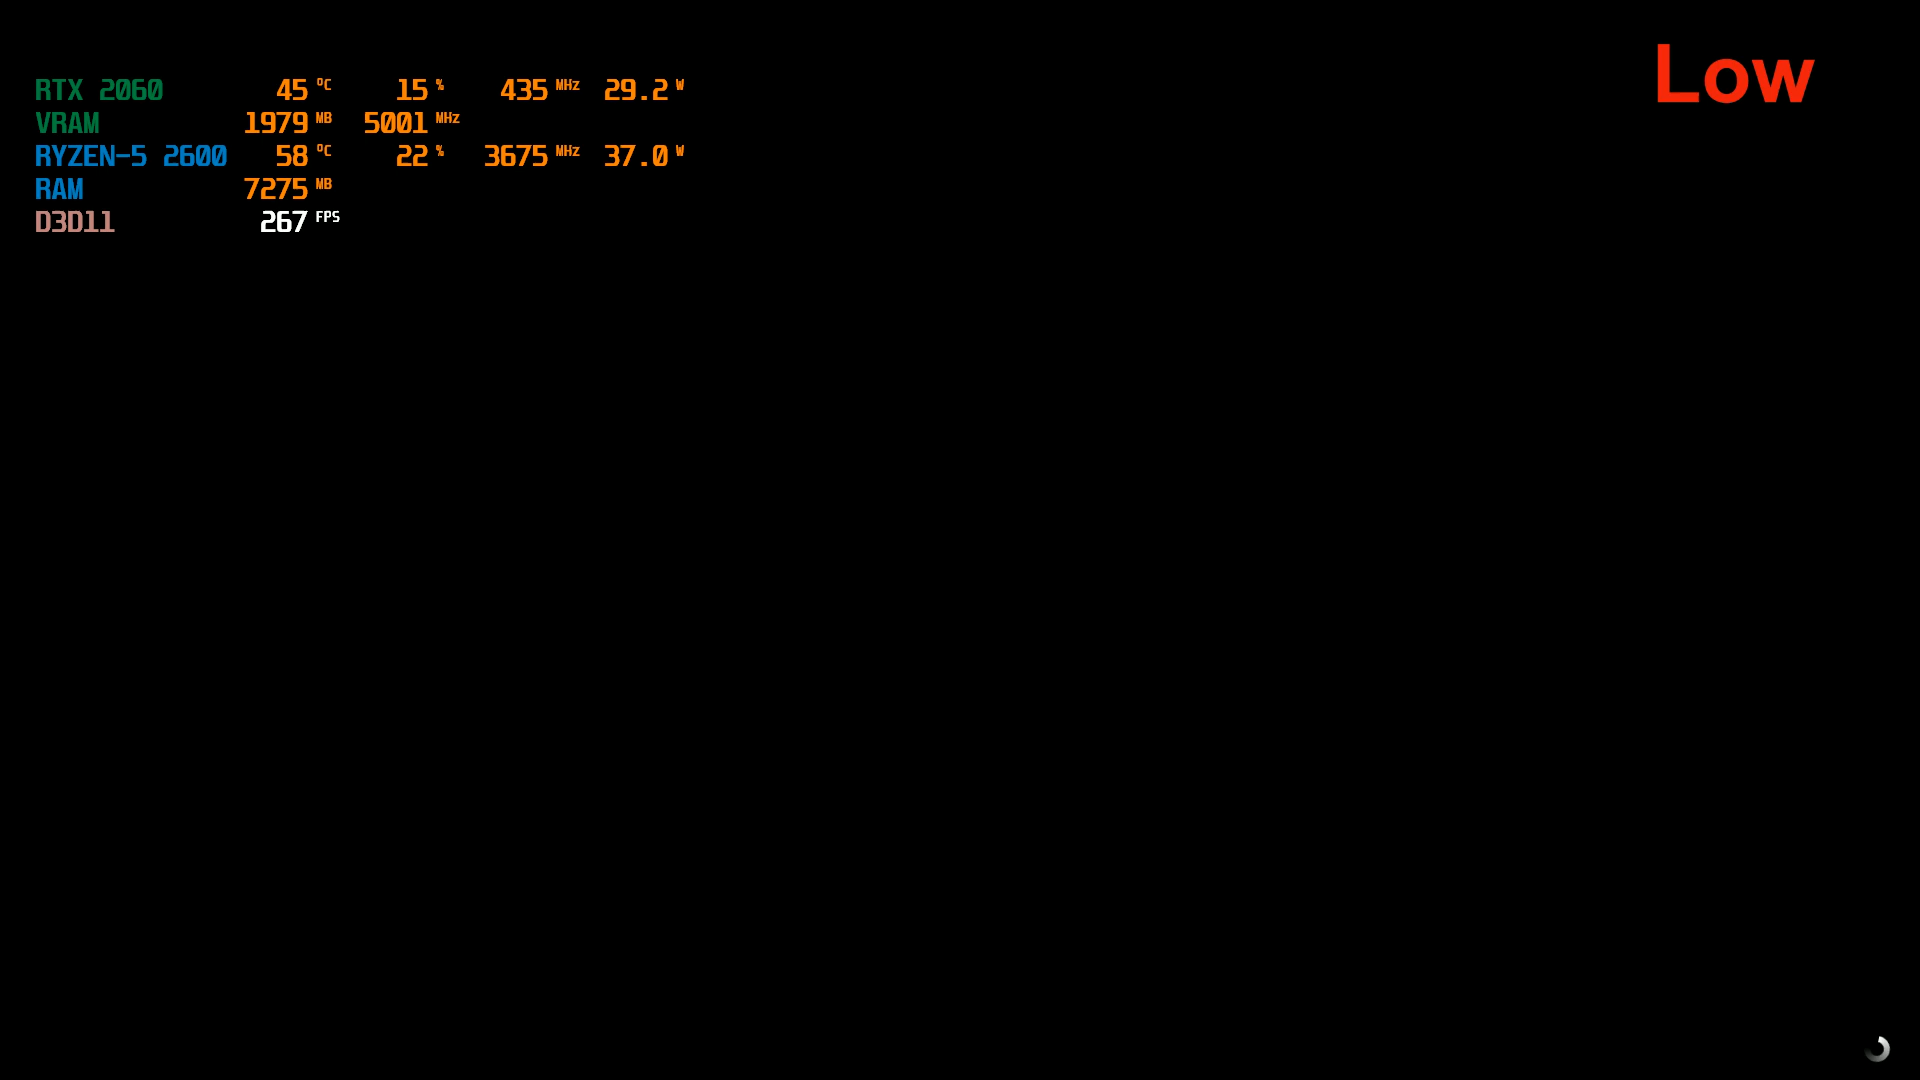 Low
RTX 2060 45 °C 15 % 435 MHz 29.2 W
VRAM 1979 MB 5001 MHz
RYZEN-5 2600 58 °C 22 % 3675 MHz 37.0 W
RAM 7275 MB
D3D11 267 FPS